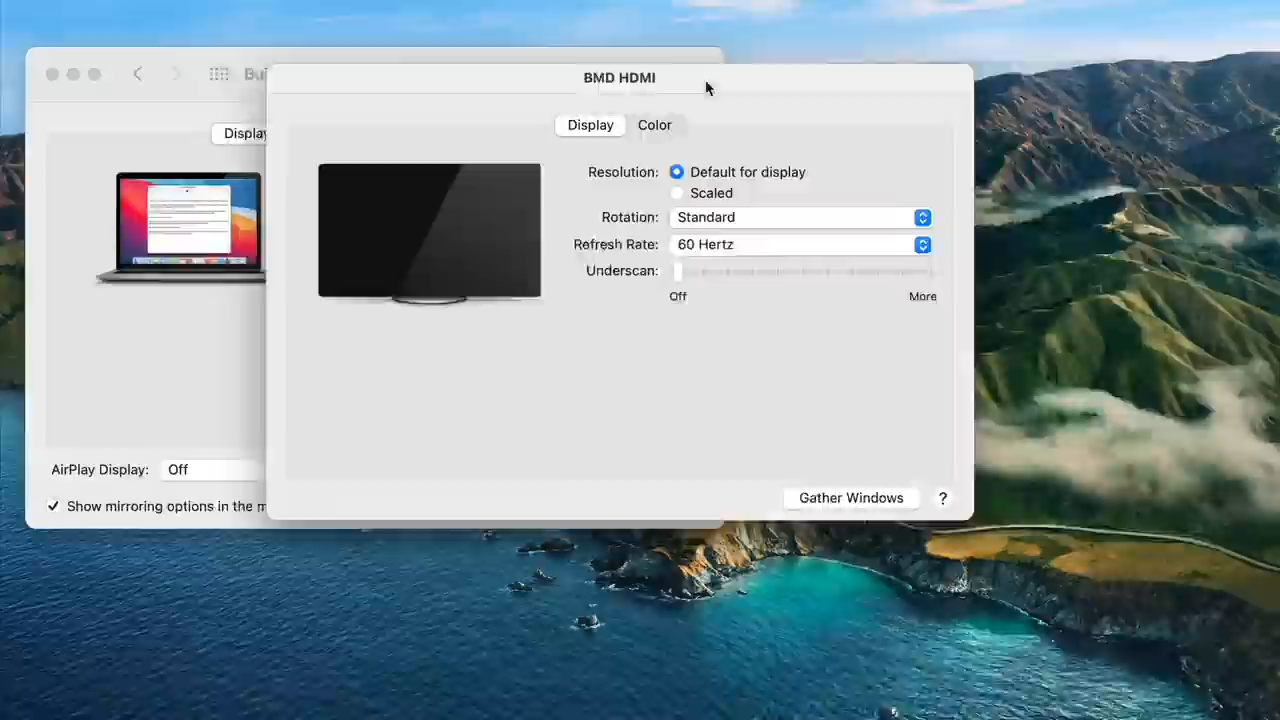 Bui
BMD HDMI
Display
Display Color
Resolution: Default for display
Scaled
Rotation: Standard
Refresh Rate: 60 Hertz
Underscan:
Off More
AirPlay Display: Off
Show mirroring options in the m
Gather Windows ?